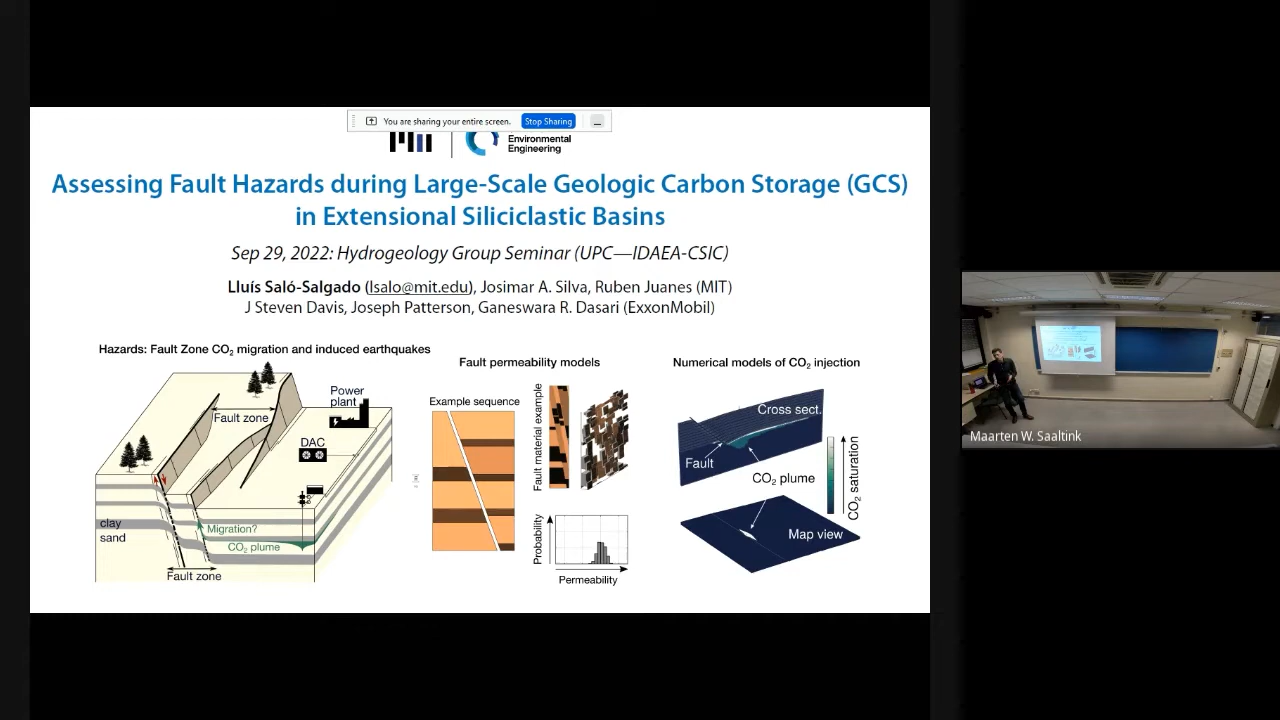 You are sharing your entire screen.
Stop Sharing
Environmental
Engineering
Assessing Fault Hazards during Large-Scale Geologic Carbon Storage (GCS)
in Extensional Siliciclastic Basins
Sep 29, 2022: Hydrogeology Group Seminar (UPC—IDAEA-CSIC)
Lluís Saló-Salgado (lsalo@mit.edu), Josimar A. Silva, Ruben Juanes (MIT)
J Steven Davis, Joseph Patterson, Ganeswara R. Dasari (ExxonMobil)
Hazards: Fault Zone CO2 migration and induced earthquakes
Fault zone
Power
plant
DAC
clay
sand
Migration?
CO2 plume
Fault zone
Fault permeability models
Example sequence
Fault material example
Probability
Permeability
Numerical models of CO2 injection
Cross sect.
Fault
CO2 plume
Map view
CO2 saturation
Maarten W. Saaltink